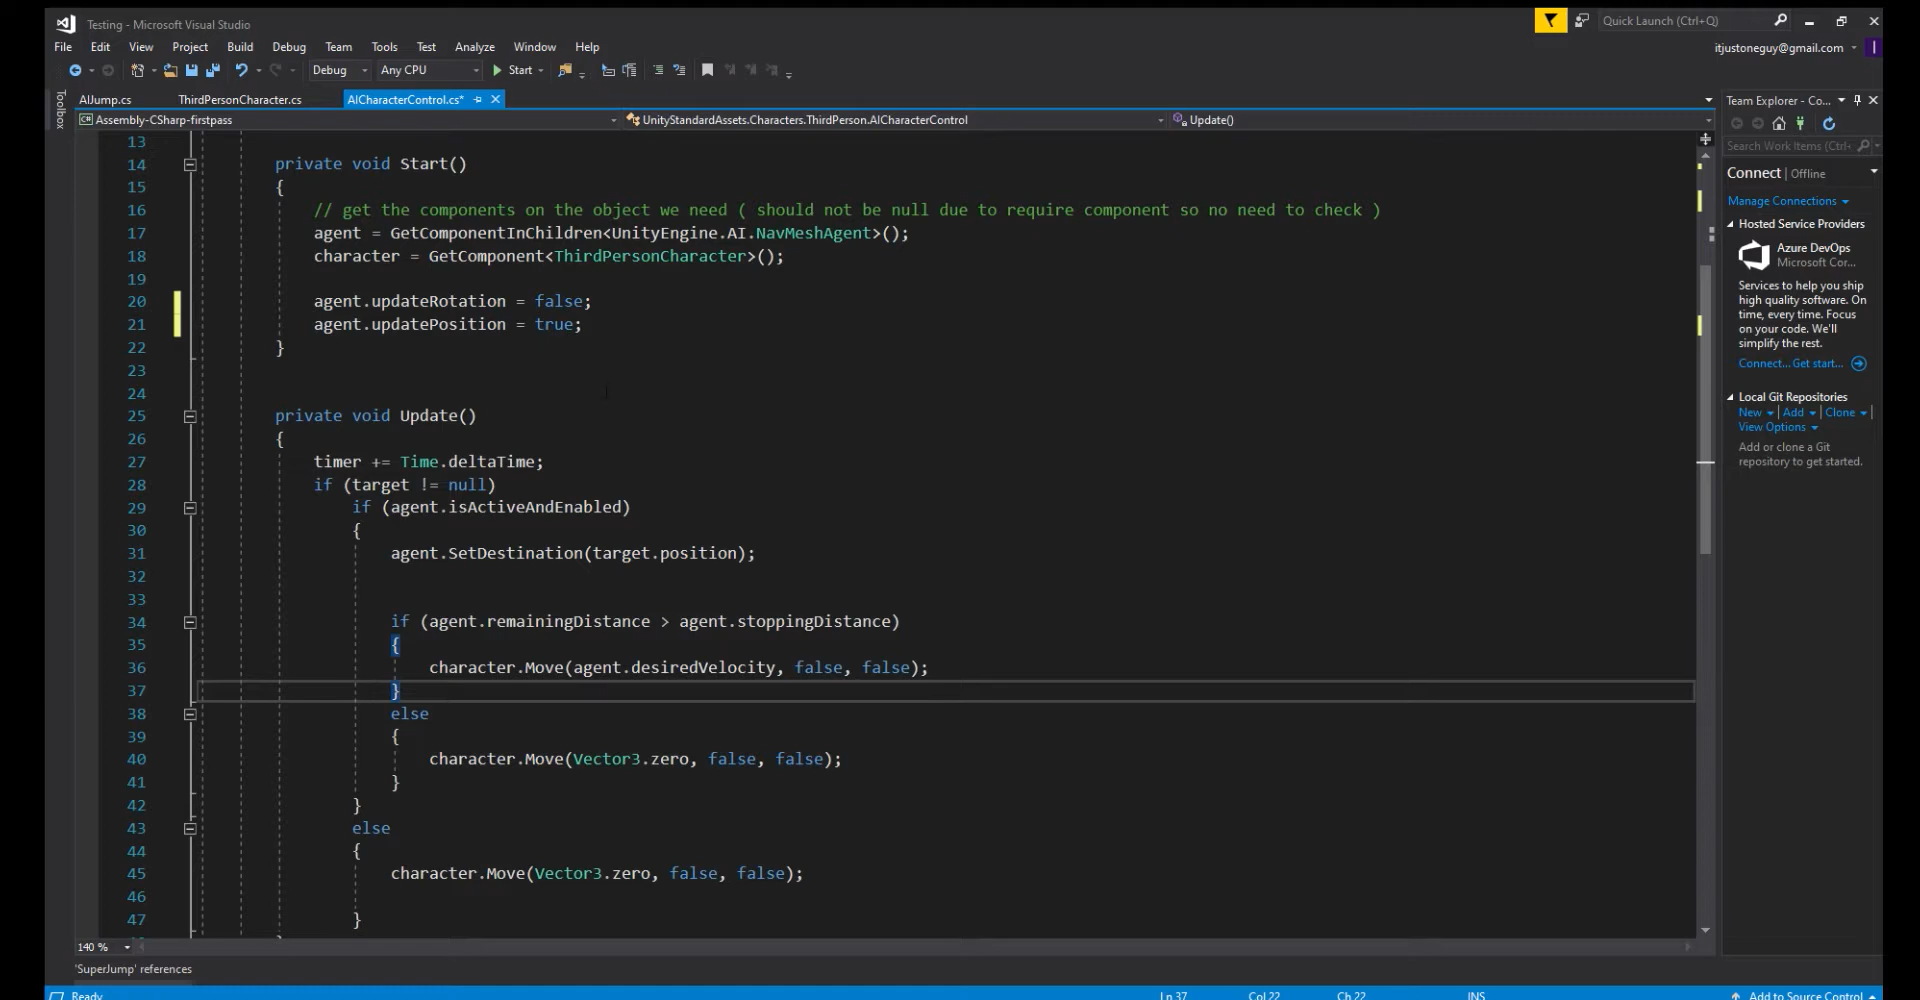 Testing - Microsoft Visual Studio
Quick Launch (Ctrl+Q)
File Edit View Project Build Debug Team Tools Test Analyze Window Help
itjustoneguy@gmail.com
Debug Any CPU Start
Toolbox
AIJump.cs ThirdPersonCharacter.cs AICharacterControl.cs*
Assembly-CSharp-firstpass UnityStandardAssets.Characters.ThirdPerson.AICharacterControl Update()
13
14 private void Start()
15 {
16 // get the components on the object we need ( should not be null due to require component so no need to check )
17 agent = GetComponentInChildren<UnityEngine.AI.NavMeshAgent>();
18 character = GetComponent<ThirdPersonCharacter>();
19
20 agent.updateRotation = false;
21 agent.updatePosition = true;
22 }
23
24
25 private void Update()
26 {
27 timer += Time.deltaTime;
28 if (target != null)
29 if (agent.isActiveAndEnabled)
30 {
31 agent.SetDestination(target.position);
32
33
34 if (agent.remainingDistance > agent.stoppingDistance)
35 {
36 character.Move(agent.desiredVelocity, false, false);
37 }
38 else
39 {
40 character.Move(Vector3.zero, false, false);
41 }
42 }
43 else
44 {
45 character.Move(Vector3.zero, false, false);
46
47 }
140 %
'SuperJump' references
Ready Ln 37 Col 22 Ch 22 INS Add to Source Control
Team Explorer - Co...
Search Work Items (Ctrl+
Connect | Offline
Manage Connections
Hosted Service Providers
Azure DevOps
Microsoft Cor...
Services to help you ship
high quality software. On
time, every time. Focus
on your code. We'll
simplify the rest.
Connect... Get start...
Local Git Repositories
New | Add | Clone |
View Options
Add or clone a Git
repository to get started.